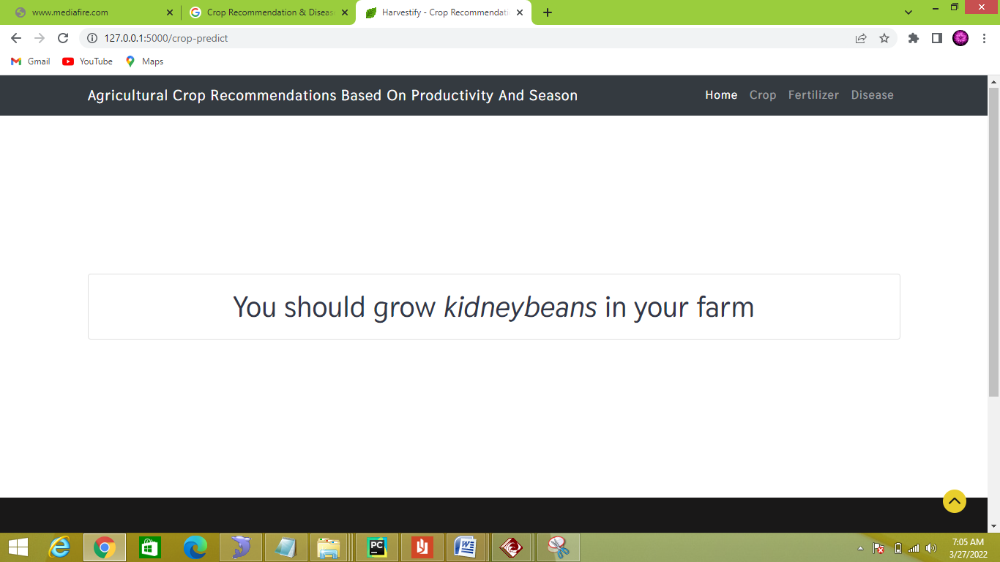 www.mediafire.com
Crop Recommendation & Diseas
Harvestify - Crop Recommendati
127.0.0.1:5000/crop-predict
Gmail
YouTube
Maps
Agricultural Crop Recommendations Based On Productivity And Season
Home
Crop
Fertilizer
Disease
You should grow kidneybeans in your farm
PC
7:05 AM
3/27/2022